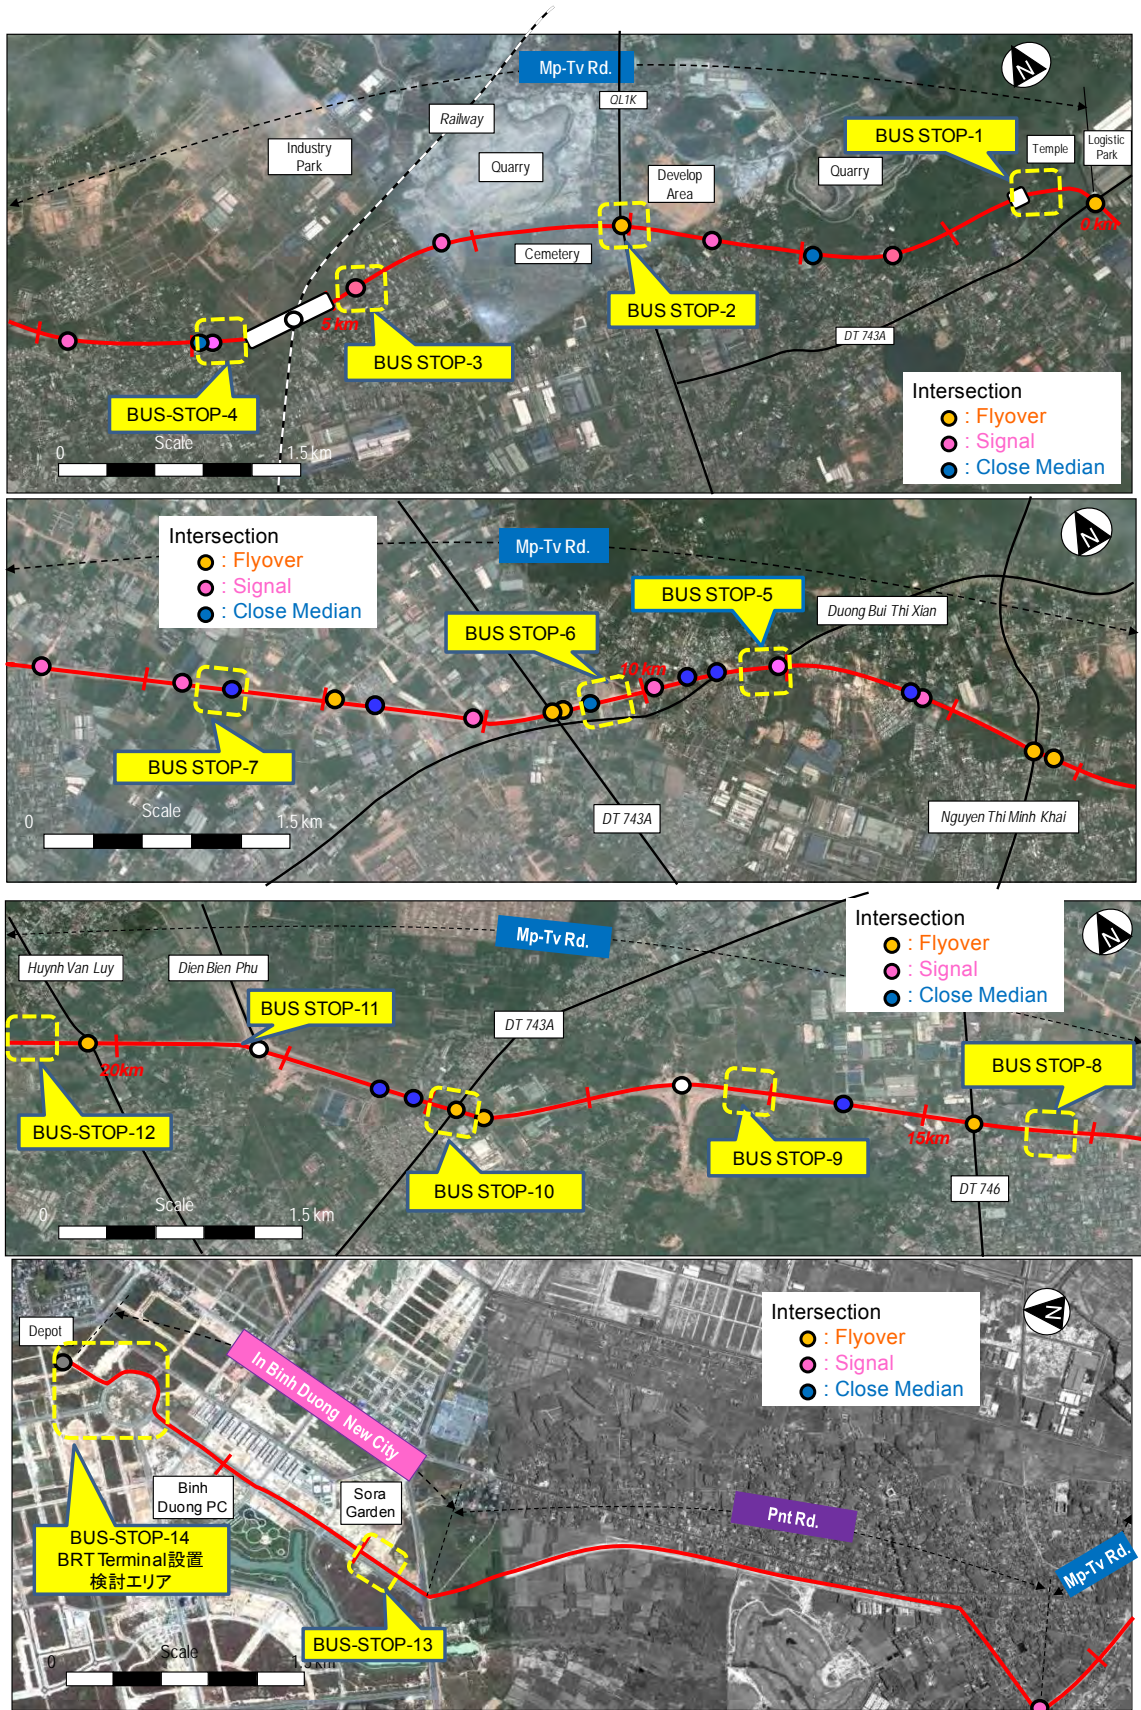 Mp-Tv Rd.
QL1K
Railway
BUS STOP-1
Temple
Logistic
Park
Industry
Park
Quarry
Develop
Area
Quarry
0 km
Cemetery
BUS STOP-2
5 km
BUS STOP-3
DT 743A
BUS-STOP-4
Intersection
: Flyover
: Signal
: Close Median
Scale
0
1.5 km
Intersection
: Flyover
: Signal
: Close Median
Mp-Tv Rd.
N
BUS STOP-5
Duong Bui Thi Xian
BUS STOP-6
10 km
BUS STOP-7
Scale
0
1.5 km
DT 743A
Nguyen Thi Minh Khai
Mp-Tv Rd.
Intersection
: Flyover
: Signal
: Close Median
N
Huynh Van Luy
Dien Bien Phu
BUS STOP-11
DT 743A
20km
BUS STOP-8
BUS-STOP-12
BUS STOP-9
15km
BUS STOP-10
DT 746
Scale
0
1.5 km
Intersection
: Flyover
: Signal
: Close Median
N
Depot
In Binh Duong New City
Binh
Duong PC
Sora
Garden
Pnt Rd.
BUS-STOP-14
BRT Terminal設置
検討エリア
Mp-Tv Rd.
BUS-STOP-13
Scale
0
1.5 km
N